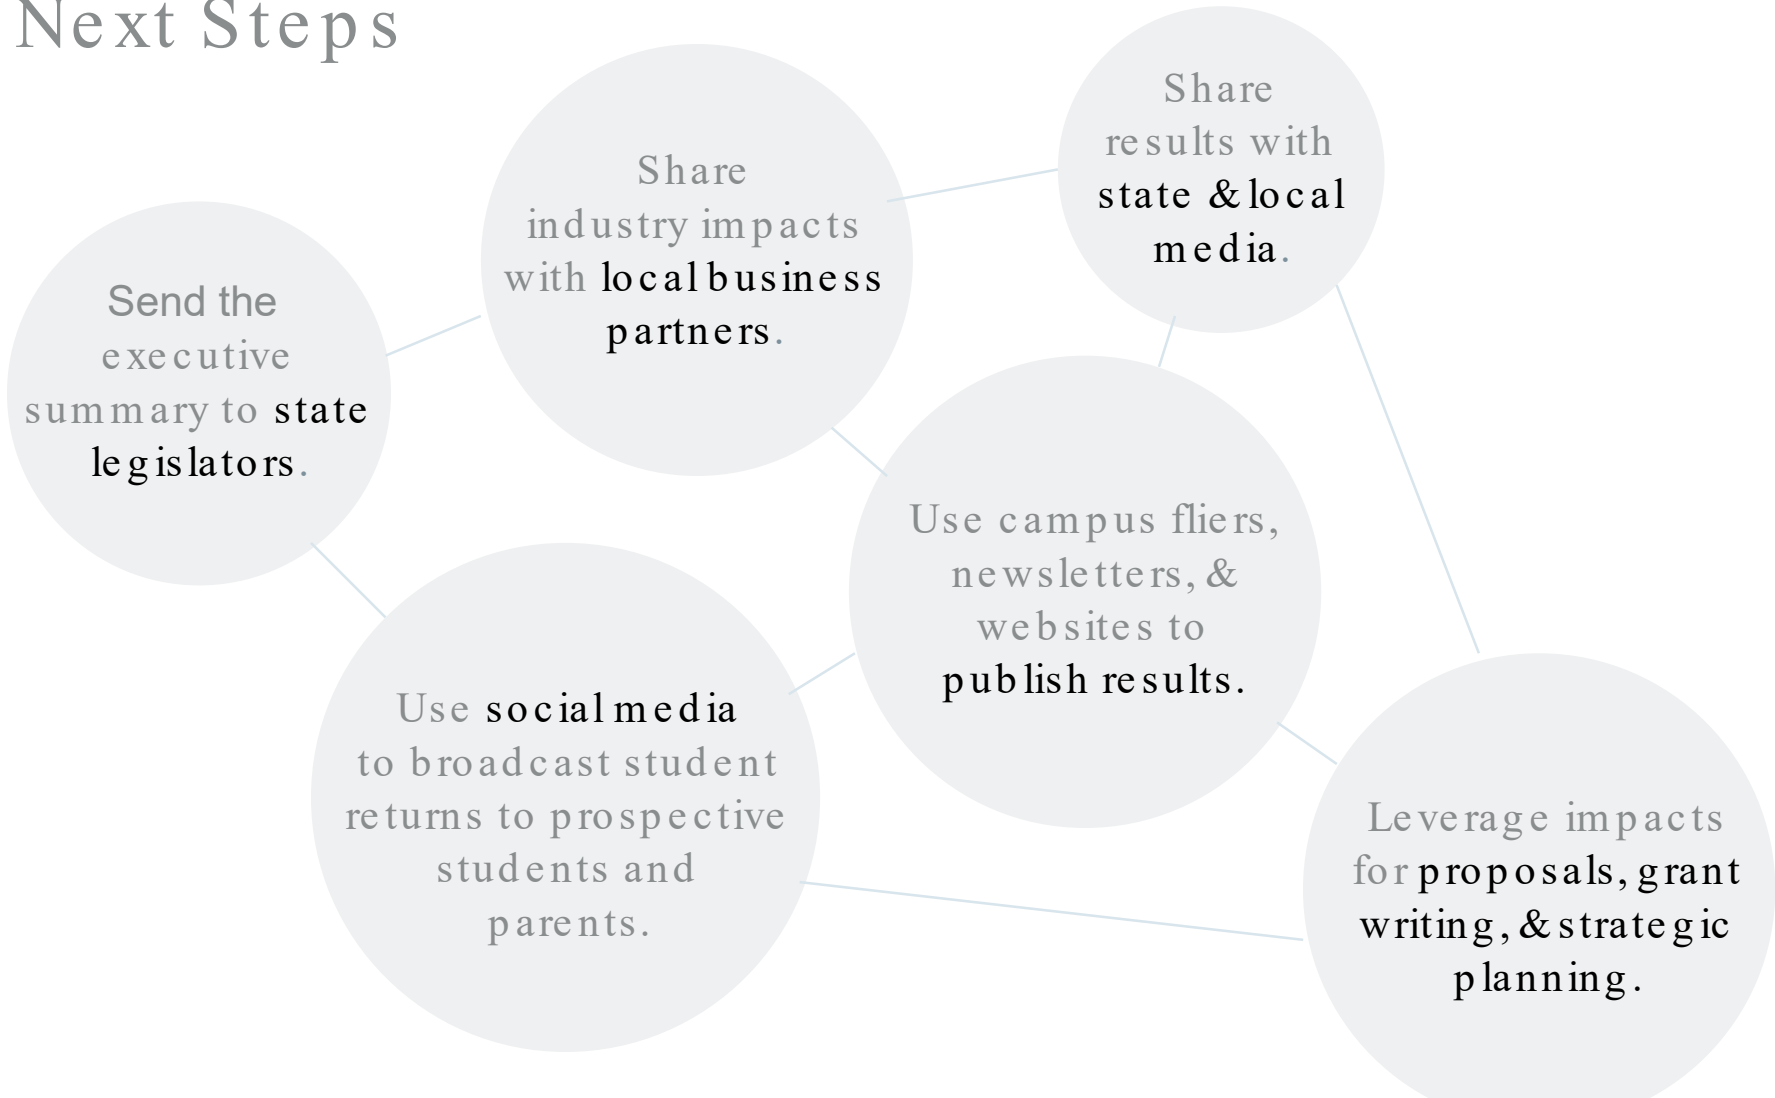 Next Steps
Send the
executive
summary to state
legislators.
Share
industry impacts
with local business
partners.
Share
results with
state & local
media.
Use campus fliers,
newsletters, &
websites to
publish results.
Use social media
to broadcast student
returns to prospective
students and
parents.
Leverage impacts
for proposals, grant
writing, & strategic
planning.